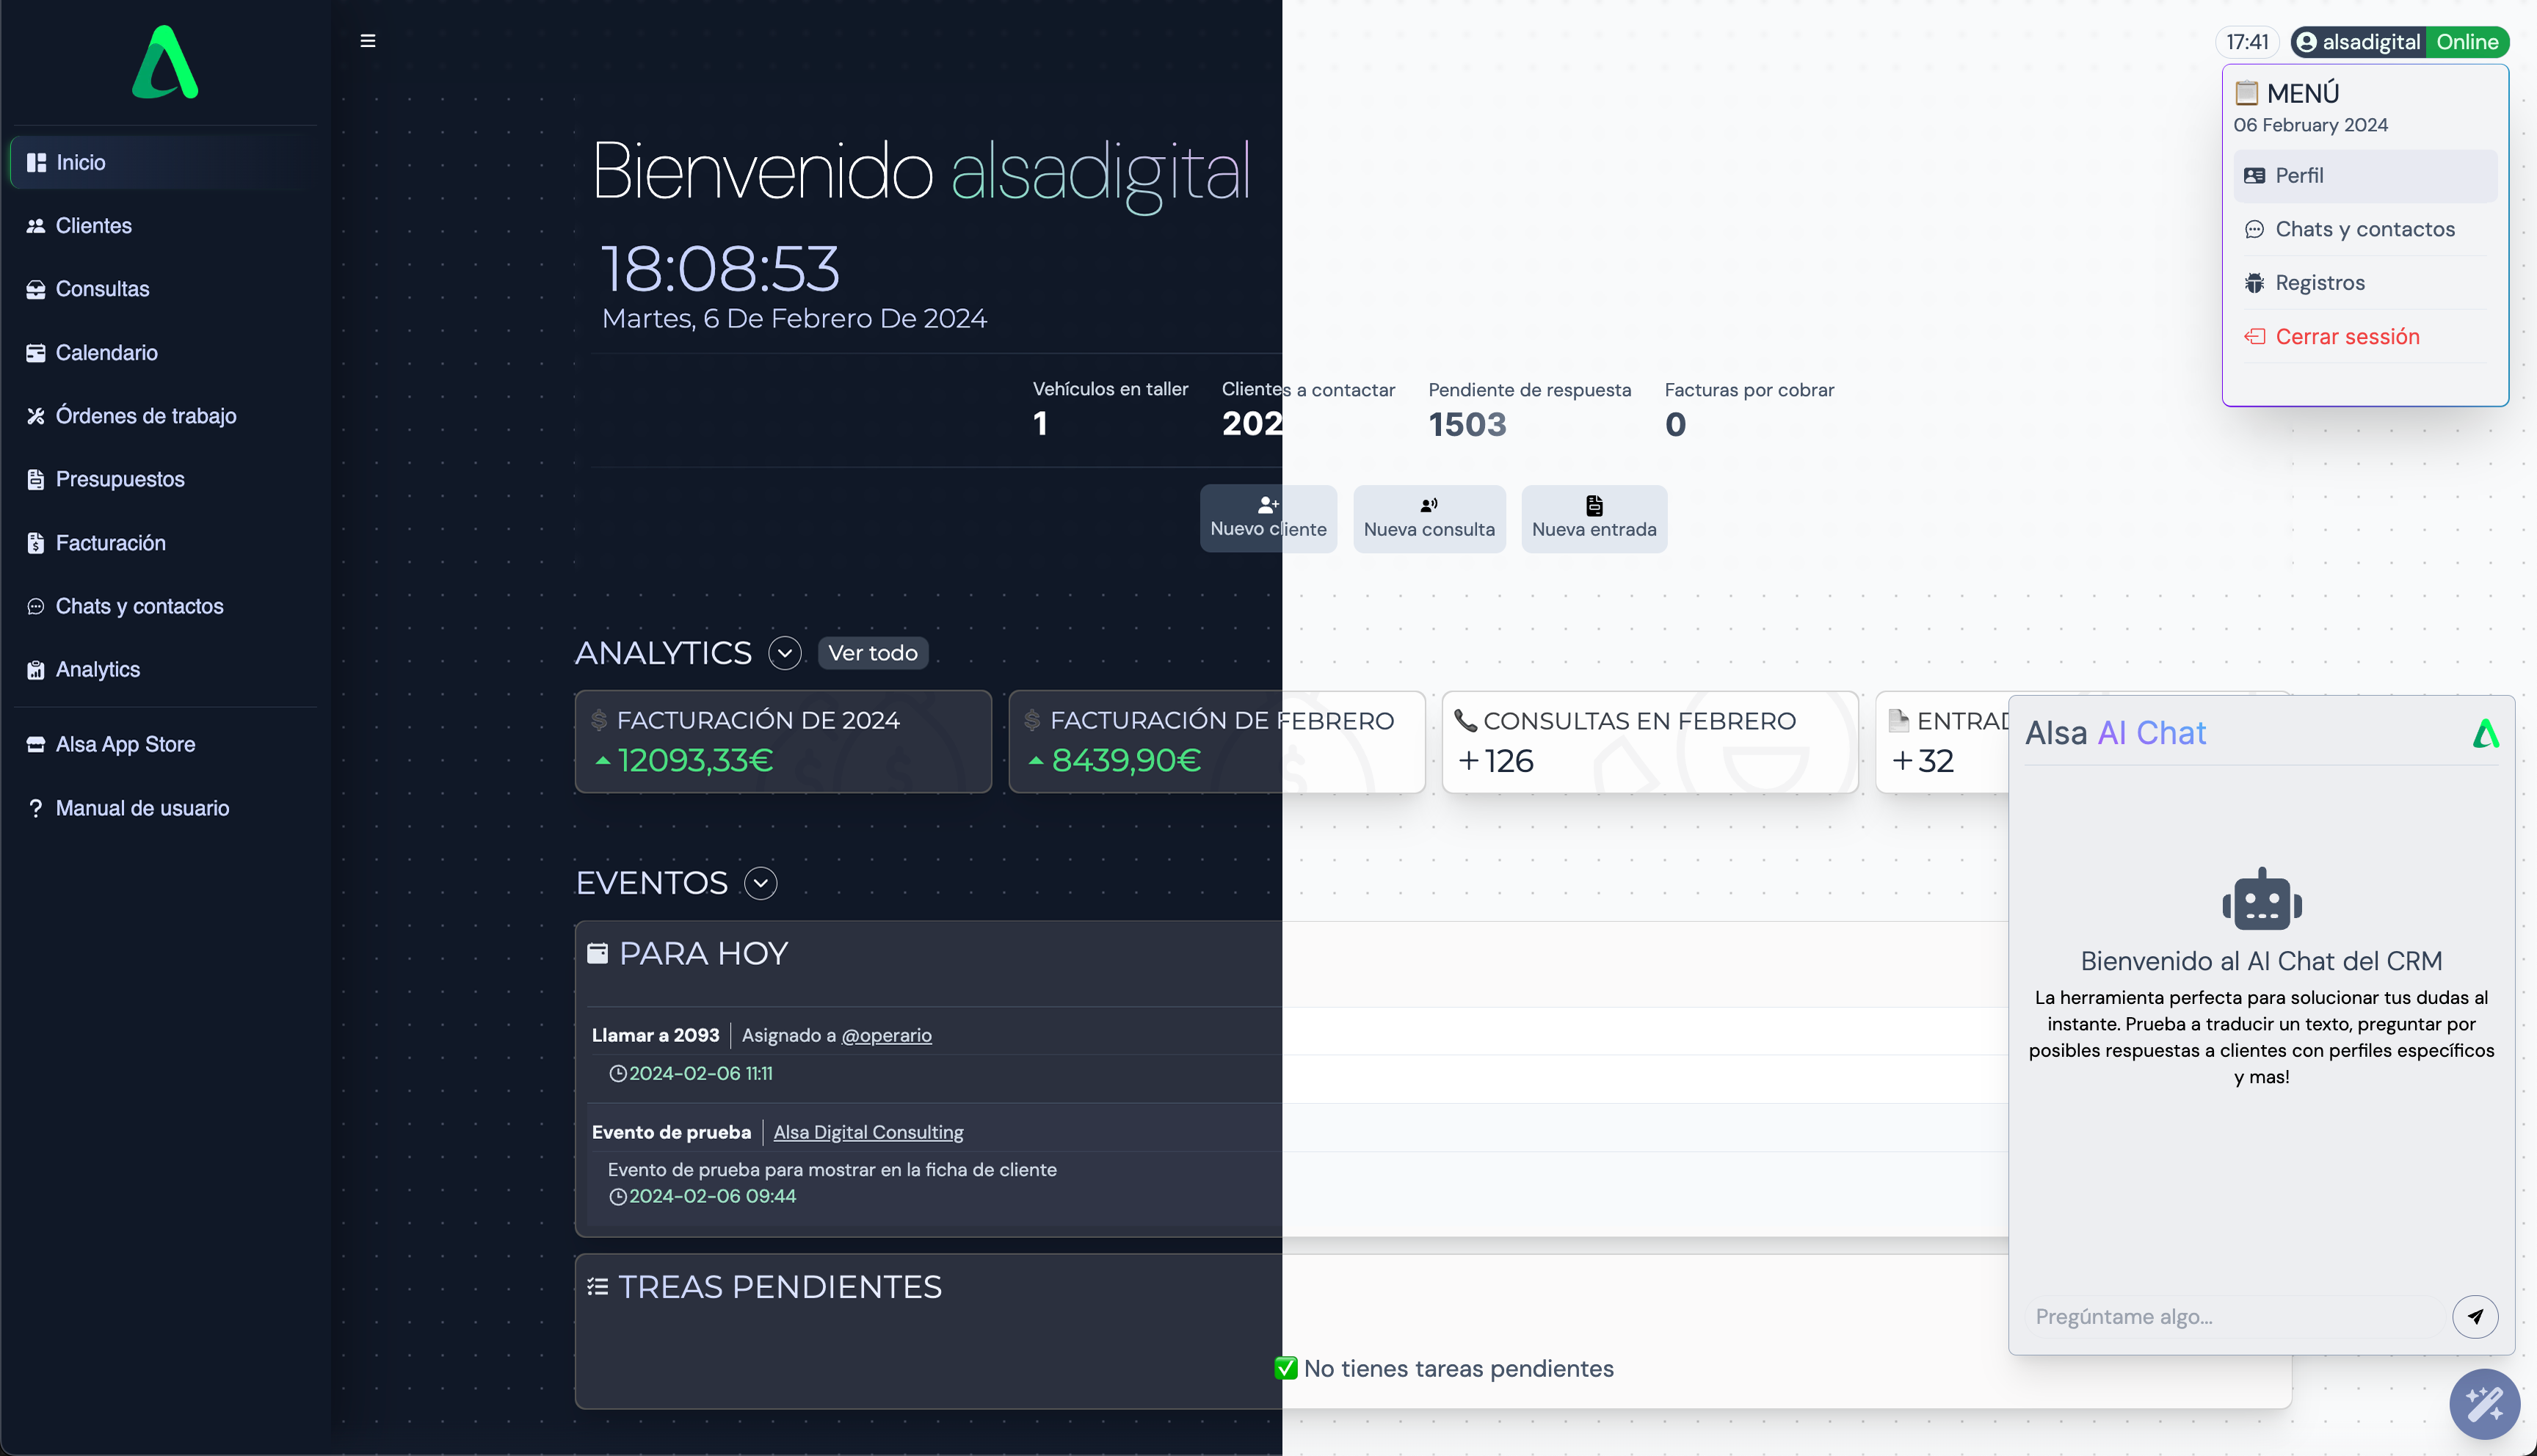 17:41
alsadigital
Online
MENÚ
06 February 2024
Perfil
Chats y contactos
Registros
Cerrar sessión
Inicio
Clientes
Consultas
Calendario
Órdenes de trabajo
Presupuestos
Facturación
Chats y contactos
Analytics
Alsa App Store
Manual de usuario
Bienvenido alsadigital
18:08:53
Martes, 6 De Febrero De 2024
Vehículos en taller
1
Clientes a contactar
202
Pendiente de respuesta
1503
Facturas por cobrar
0
Nuevo cliente
Nueva consulta
Nueva entrada
ANALYTICS
Ver todo
FACTURACIÓN DE 2024
12093,33€
FACTURACIÓN DE FEBRERO
8439,90€
CONSULTAS EN FEBRERO
+126
+32
EVENTOS
PARA HOY
Llamar a 2093
Asignado a @operario
2024-02-06 11:11
Evento de prueba
Alsa Digital Consulting
Evento de prueba para mostrar en la ficha de cliente
2024-02-06 09:44
TREAS PENDIENTES
No tienes tareas pendientes
Alsa AI Chat
Bienvenido al AI Chat del CRM
La herramienta perfecta para solucionar tus dudas al
instante. Prueba a traducir un texto, preguntar por
posibles respuestas a clientes con perfiles específicos
y mas!
Pregúntame algo...